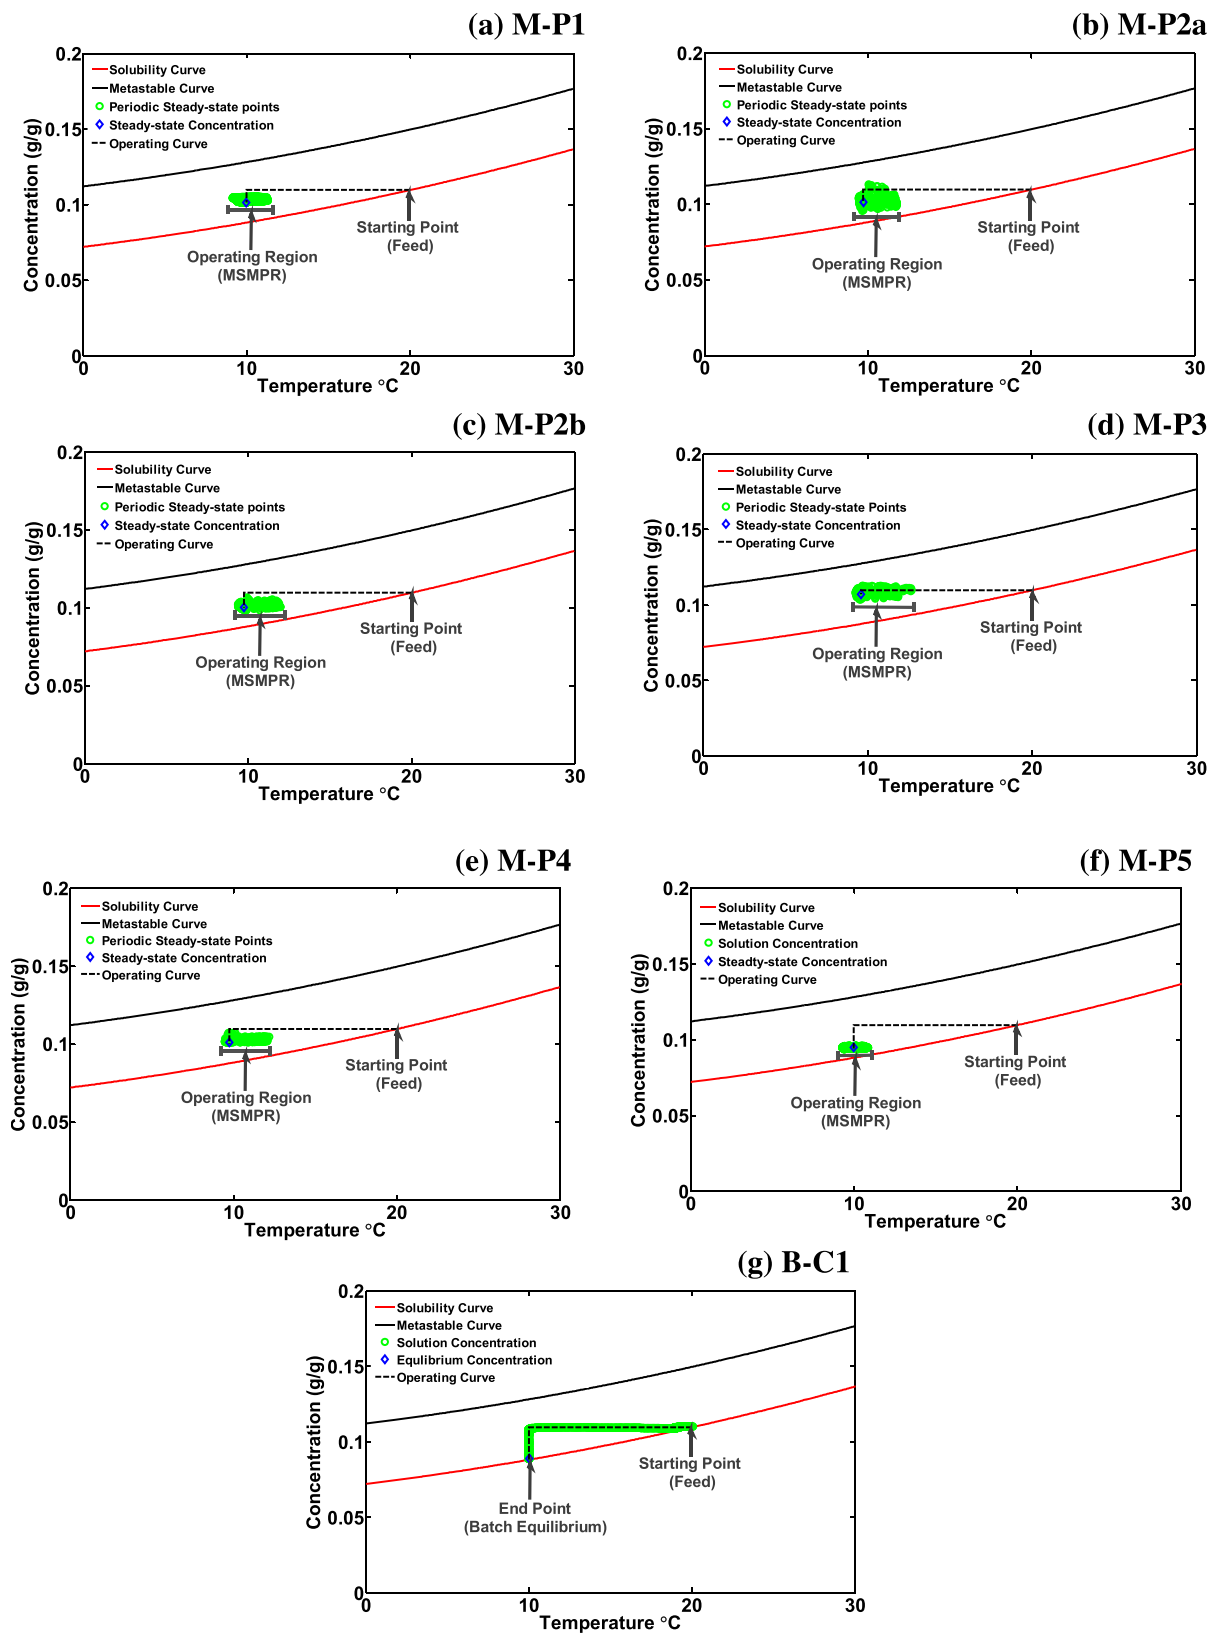 (a) M-P1
0.2
0.15
0.1
0.05
0
Concentration (g/g)
Solubility Curve
Metastable Curve
Periodic Steady-state points
Steady-state Concentration
Operating Curve
Starting Point
(Feed)
Operating Region
(MSMPR)
0 10 20 30
Temperature °C
(b) M-P2a
0.2
0.15
0.1
0.05
0
Concentration (g/g)
Solubility Curve
Metastable Curve
Periodic Steady-state points
Steady-state Concentration
Operating Curve
Starting Point
(Feed)
Operating Region
(MSMPR)
0 10 20 30
Temperature °C
(c) M-P2b
0.2
0.15
0.1
0.05
0
Concentration (g/g)
Solubility Curve
Metastable Curve
Periodic Steady-state points
Steady-state Concentration
Operating Curve
Starting Point
(Feed)
Operating Region
(MSMPR)
0 10 20 30
Temperature °C
(d) M-P3
0.2
0.15
0.1
0.05
0
Concentration (g/g)
Solubility Curve
Metastable Curve
Periodic Steady-state Points
Steady-state Concentration
Operating Curve
Starting Point
(Feed)
Operating Region
(MSMPR)
0 10 20 30
Temperature °C
(e) M-P4
0.2
0.15
0.1
0.05
0
Concentration (g/g)
Solubility Curve
Metastable Curve
Periodic Steady-state Points
Steady-state Concentration
Operating Curve
Starting Point
(Feed)
Operating Region
(MSMPR)
0 10 20 30
Temperature °C
(f) M-P5
0.2
0.15
0.1
0.05
0
Concentration (g/g)
Solubility Curve
Metastable Curve
Solution Concentration
Steadty-state Concentration
Operating Curve
Starting Point
(Feed)
Operating Region
(MSMPR)
0 10 20 30
Temperature °C
(g) B-C1
0.2
0.15
0.1
0.05
0
Concentration (g/g)
Solubility Curve
Metastable Curve
Solution Concentration
Equlibrium Concentration
Operating Curve
Starting Point
(Feed)
End Point
(Batch Equilibrium)
0 10 20 30
Temperature °C